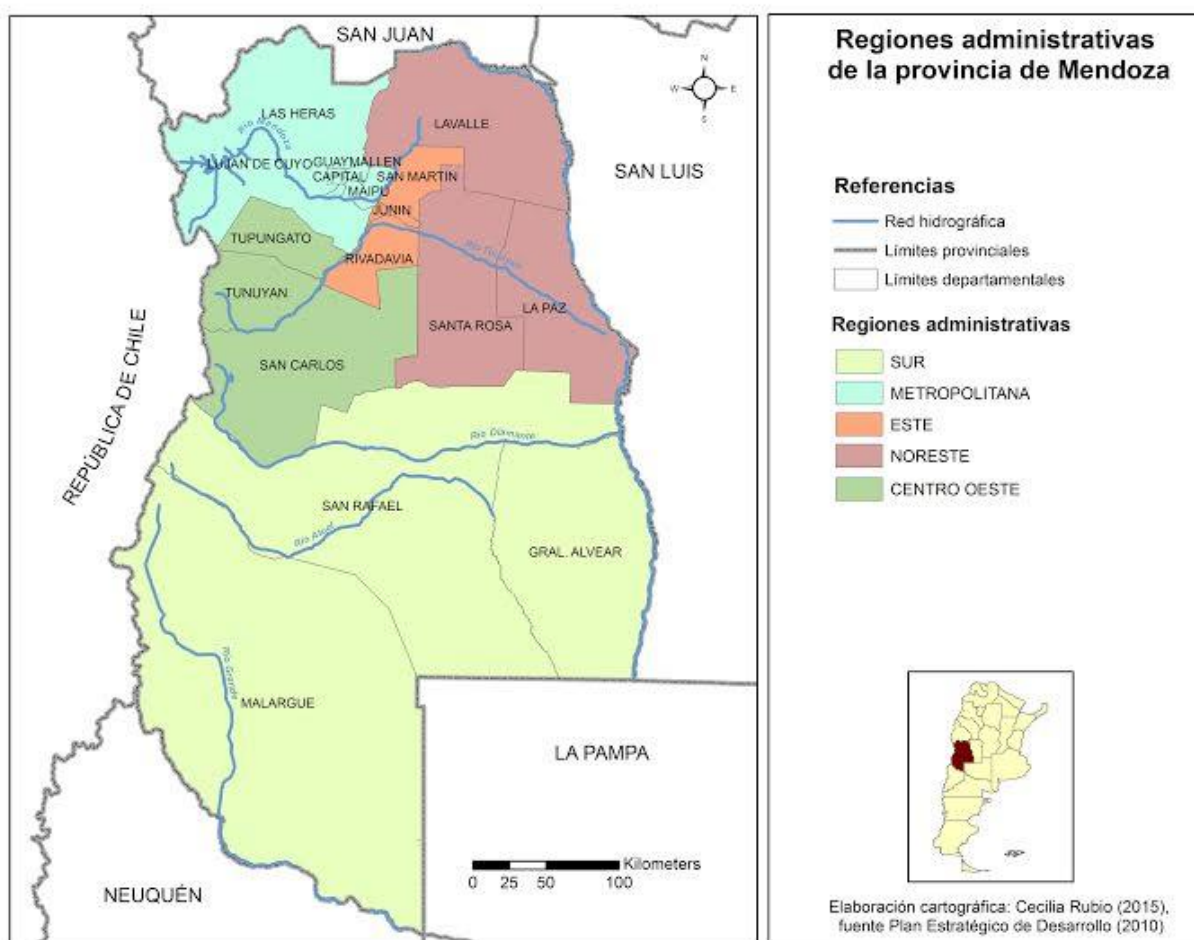 SAN JUAN
N
W
E
S
LAS HERAS
Río Mendoza
LAVALLE
LUJAN DE CUYO
GUAYMALLEN
CAPITAL
SAN MARTIN
MAIPU
JUNIN
SAN LUIS
TUPUNGATO
RIVADAVIA
TUNUYAN
LA PAZ
SANTA ROSA
SAN CARLOS
REPÚBLICA DE CHILE
Río Diamante
SAN RAFAEL
Río Atuel
GRAL. ALVEAR
Río Grande
MALARGUE
LA PAMPA
NEUQUÉN
Kilometers
0 25 50 100
Regiones administrativas
de la provincia de Mendoza
Referencias
Red hidrográfica
Límites provinciales
Límites departamentales
Regiones administrativas
SUR
METROPOLITANA
ESTE
NORESTE
CENTRO OESTE
Elaboración cartográfica: Cecilia Rubio (2015),
fuente Plan Estratégico de Desarrollo (2010)